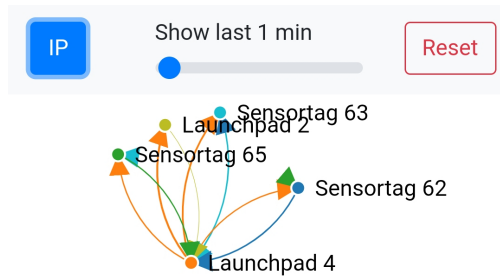 IP
Show last 1 min
Reset
Sensortag 63
Launchpad 2
Sensortag 65
Sensortag 62
Launchpad 4